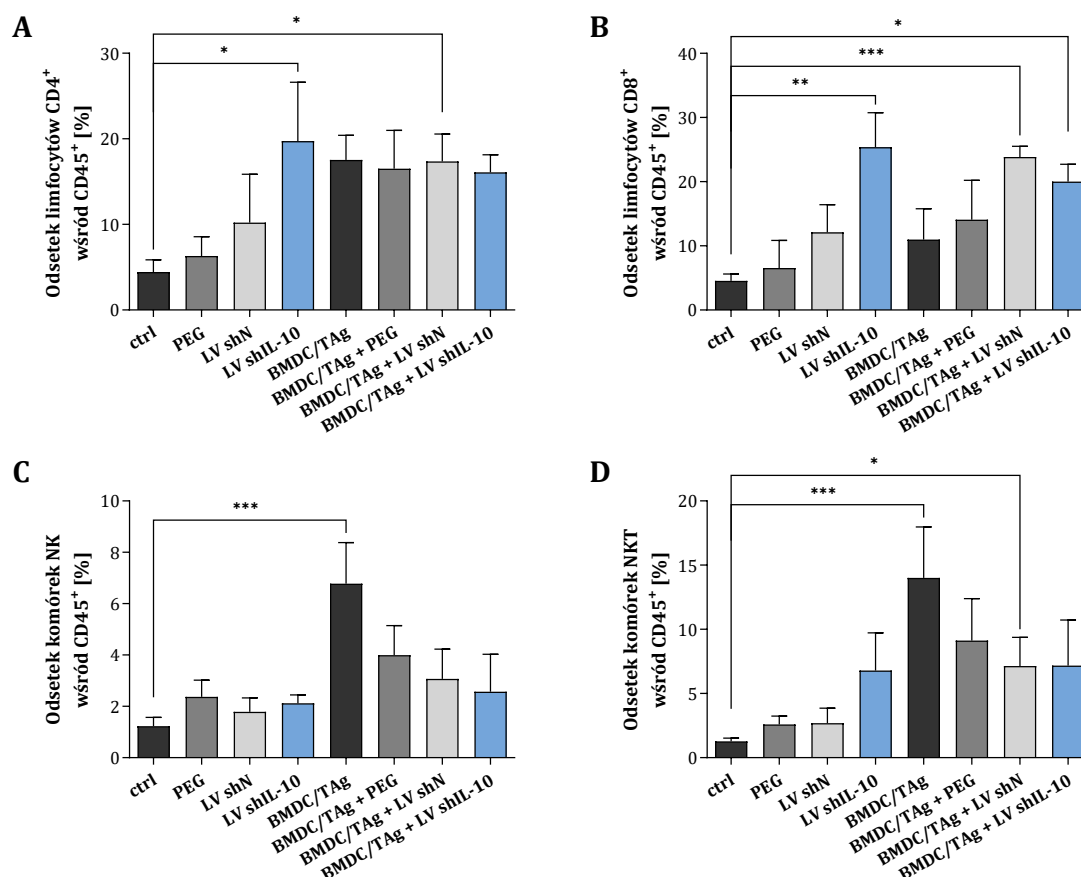 A
Odsetek limfocytów CD4⁺
wśród CD45⁺ [%]
30
20
10
0
*
*
ctrl
PEG
LV shN
LV shIL-10
BMDC/TAg
BMDC/TAg + PEG
BMDC/TAg + LV shN
BMDC/TAg + LV shIL-10
B
Odsetek limfocytów CD8⁺
wśród CD45⁺ [%]
40
30
20
10
0
*
***
**
ctrl
PEG
LV shN
LV shIL-10
BMDC/TAg
BMDC/TAg + PEG
BMDC/TAg + LV shN
BMDC/TAg + LV shIL-10
C
Odsetek komórek NK
wśród CD45⁺ [%]
10
8
6
4
2
0
***
ctrl
PEG
LV shN
LV shIL-10
BMDC/TAg
BMDC/TAg + PEG
BMDC/TAg + LV shN
BMDC/TAg + LV shIL-10
D
Odsetek komórek NKT
wśród CD45⁺ [%]
20
15
10
5
0
*
***
ctrl
PEG
LV shN
LV shIL-10
BMDC/TAg
BMDC/TAg + PEG
BMDC/TAg + LV shN
BMDC/TAg + LV shIL-10